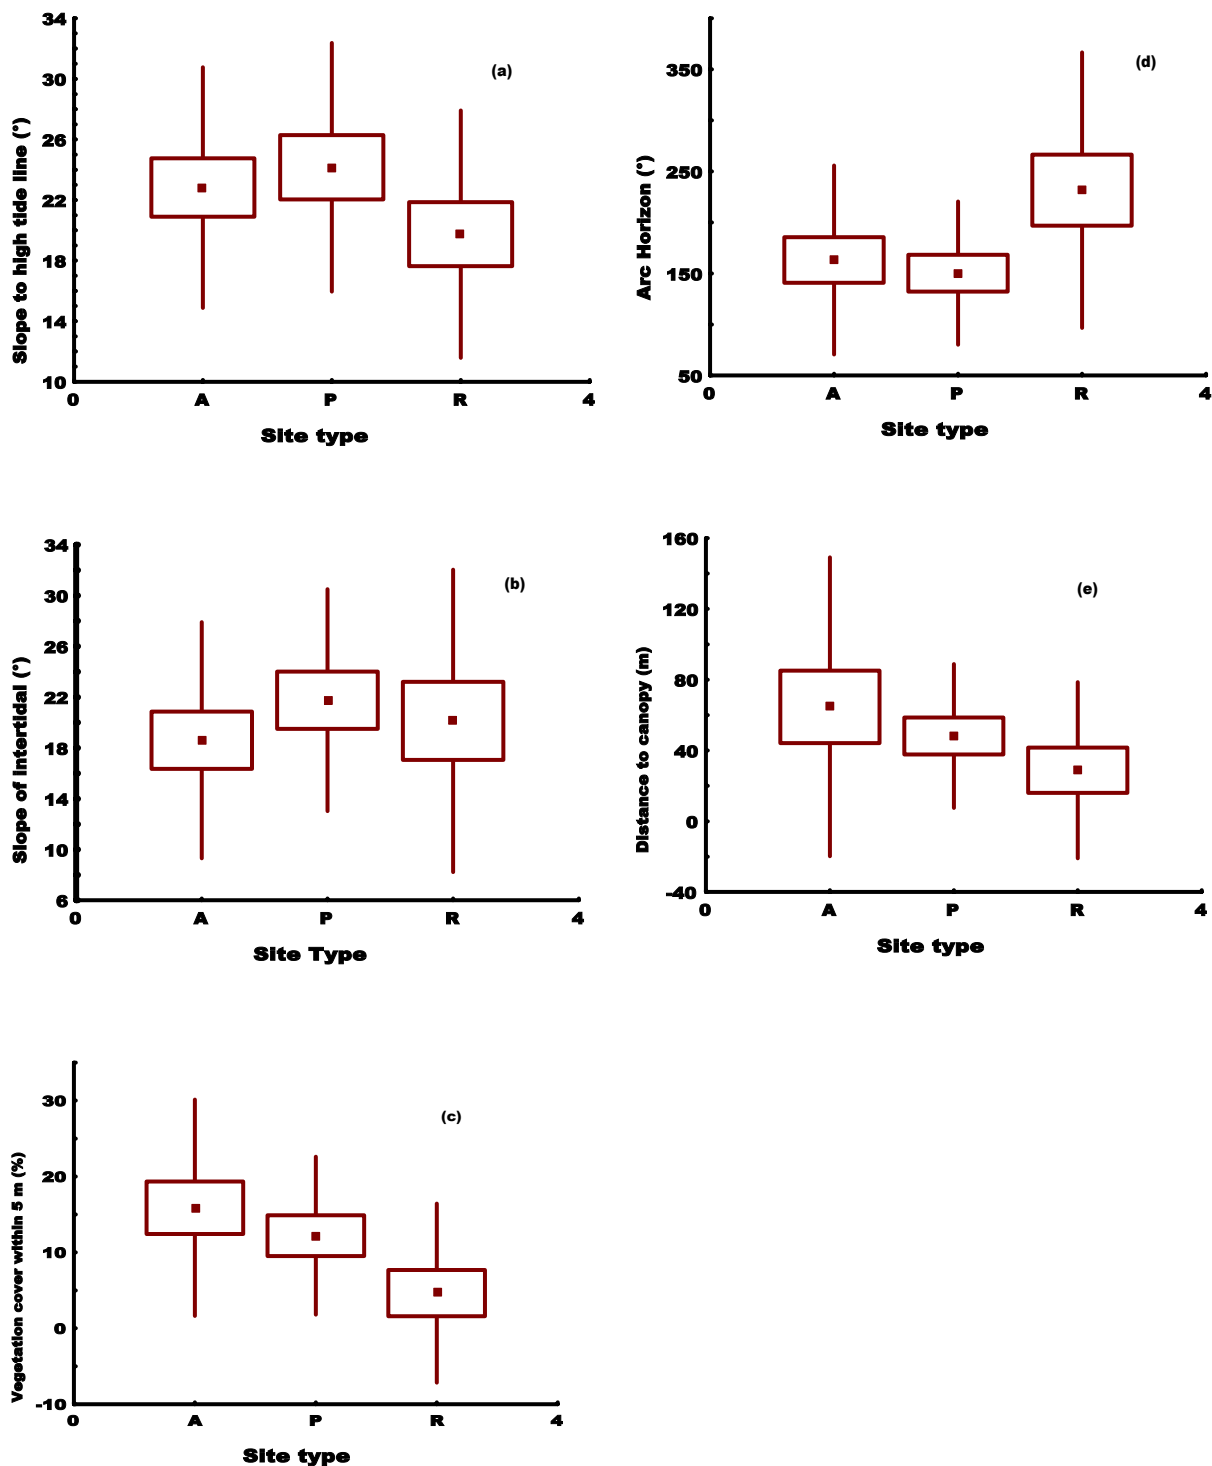 34
30
26
22
18
14
10
Slope to high tide line (°)
(a)
0 A P R 4
Site type
350
250
150
50
Arc Horizon (°)
(d)
0 A P R 4
Site type
34
30
26
22
18
14
10
6
Slope of intertidal (°)
(b)
0 A P R 4
Site Type
160
120
80
40
0
-40
Distance to canopy (m)
(e)
0 A P R 4
Site type
30
20
10
0
-10
Vegetation cover within 5 m (%)
(c)
0 A P R 4
Site type